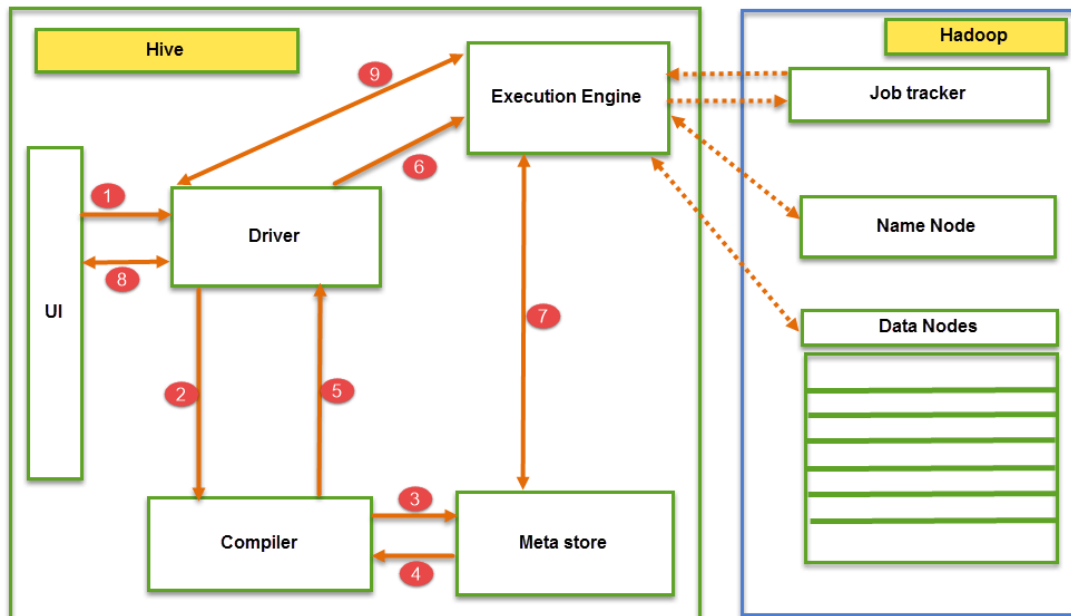 Hive
Hadoop
9
Execution Engine
Job tracker
6
1
Driver
Name Node
8
UI
7
Data Nodes
2
5
3
Compiler
Meta store
4